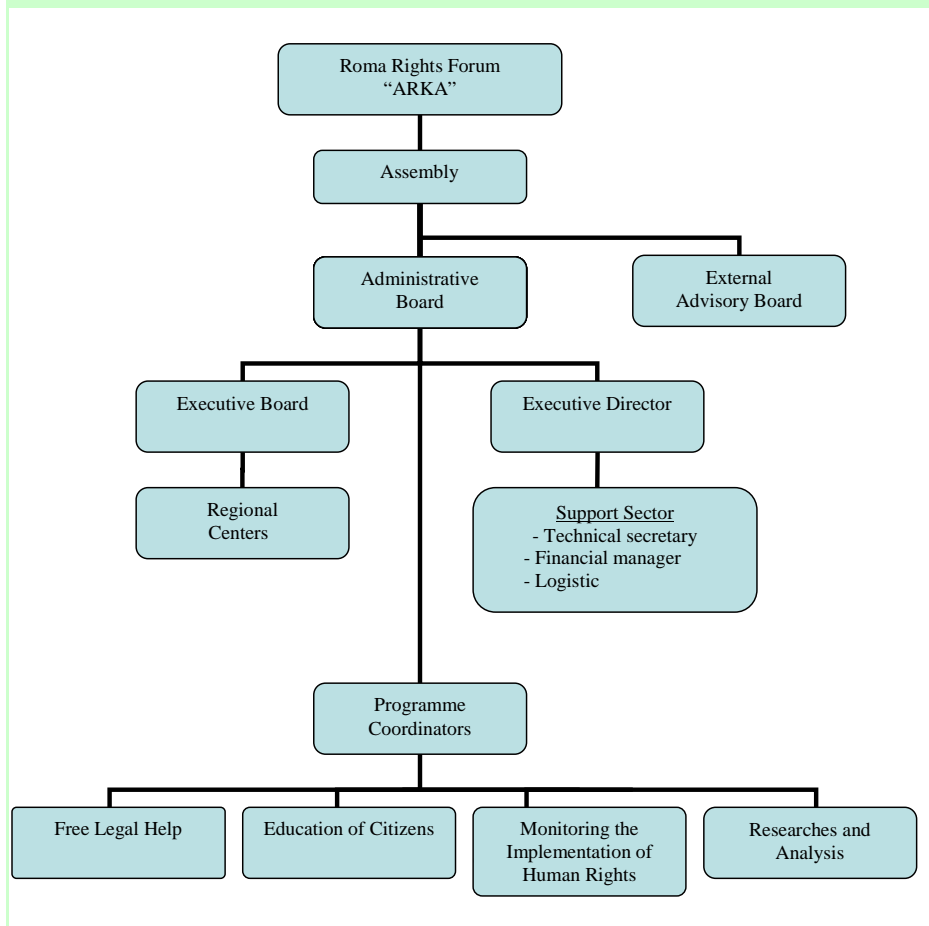 Roma Rights Forum
“ARKA”
Assembly
Administrative
Board
External
Advisory Board
Executive Board
Executive Director
Regional
Centers
Support Sector
- Technical secretary
- Financial manager
- Logistic
Programme
Coordinators
Free Legal Help
Education of Citizens
Monitoring the
Implementation of
Human Rights
Researches and
Analysis